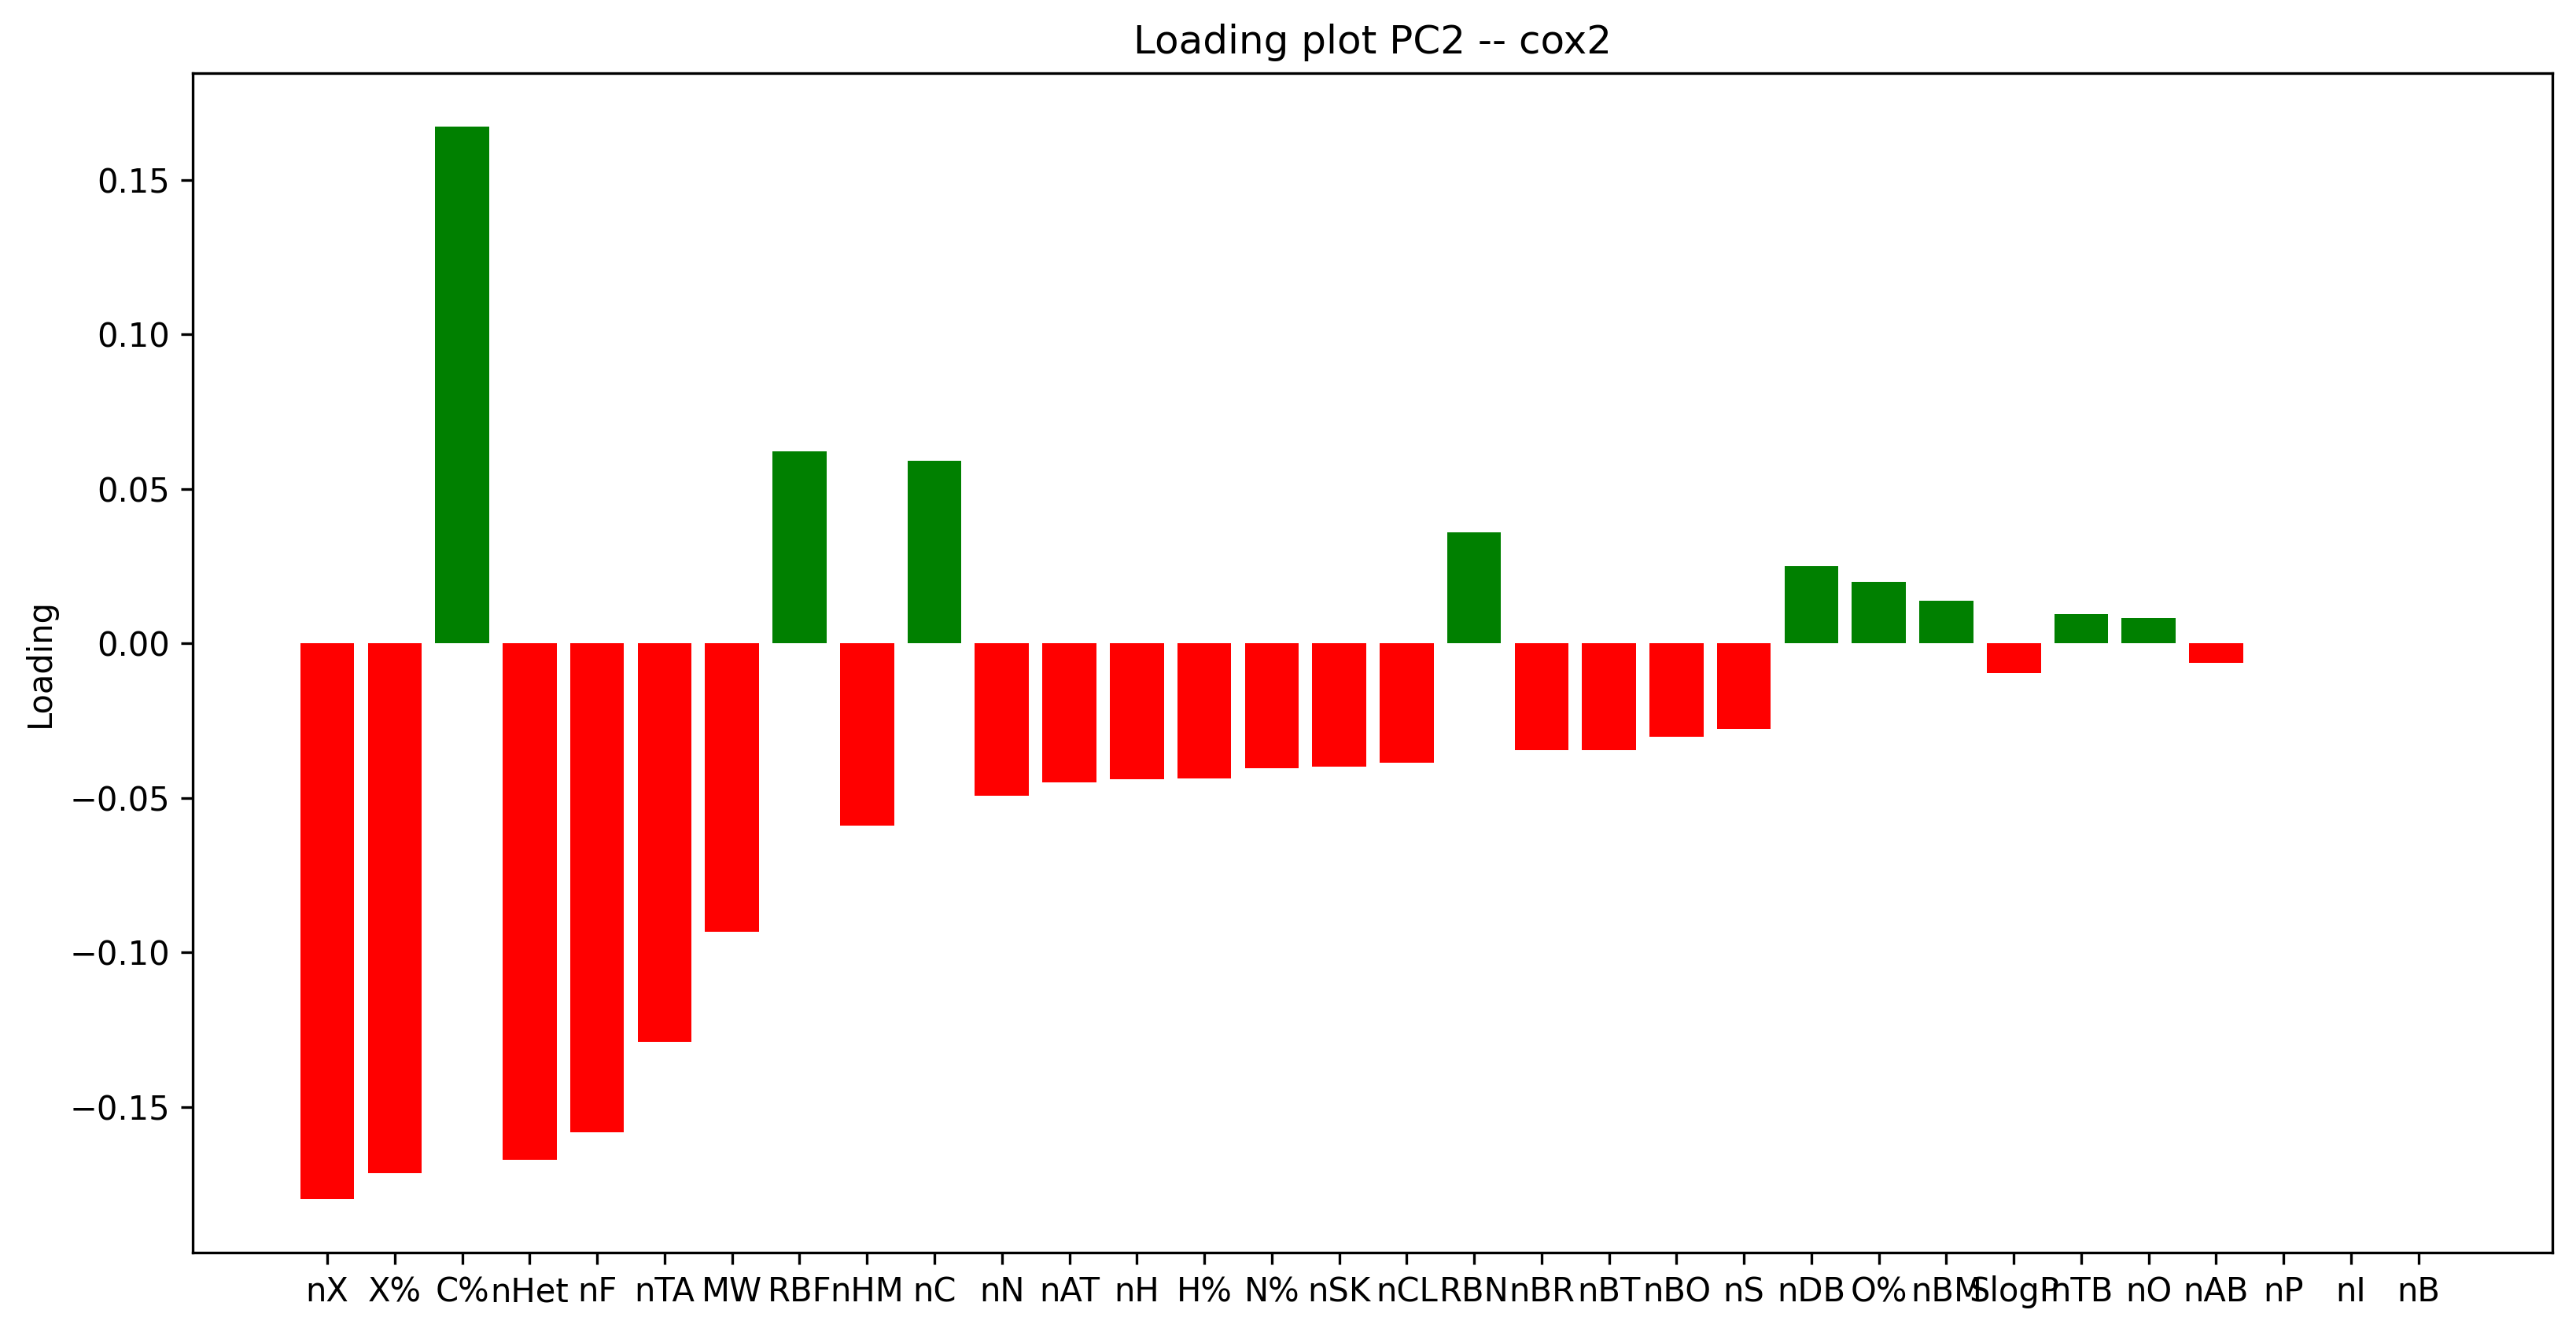 Loading plot PC2 -- cox2
0.15
0.10
0.05
0.00
−0.05
−0.10
−0.15
Loading
nX X% C% nHet nF nTA MW RBF nHM nC nN nAT nH H% N% nSK nCL RBN nBR nBT nBO nS nDB O% nBM SlogP nTB nO nAB nP nI nB